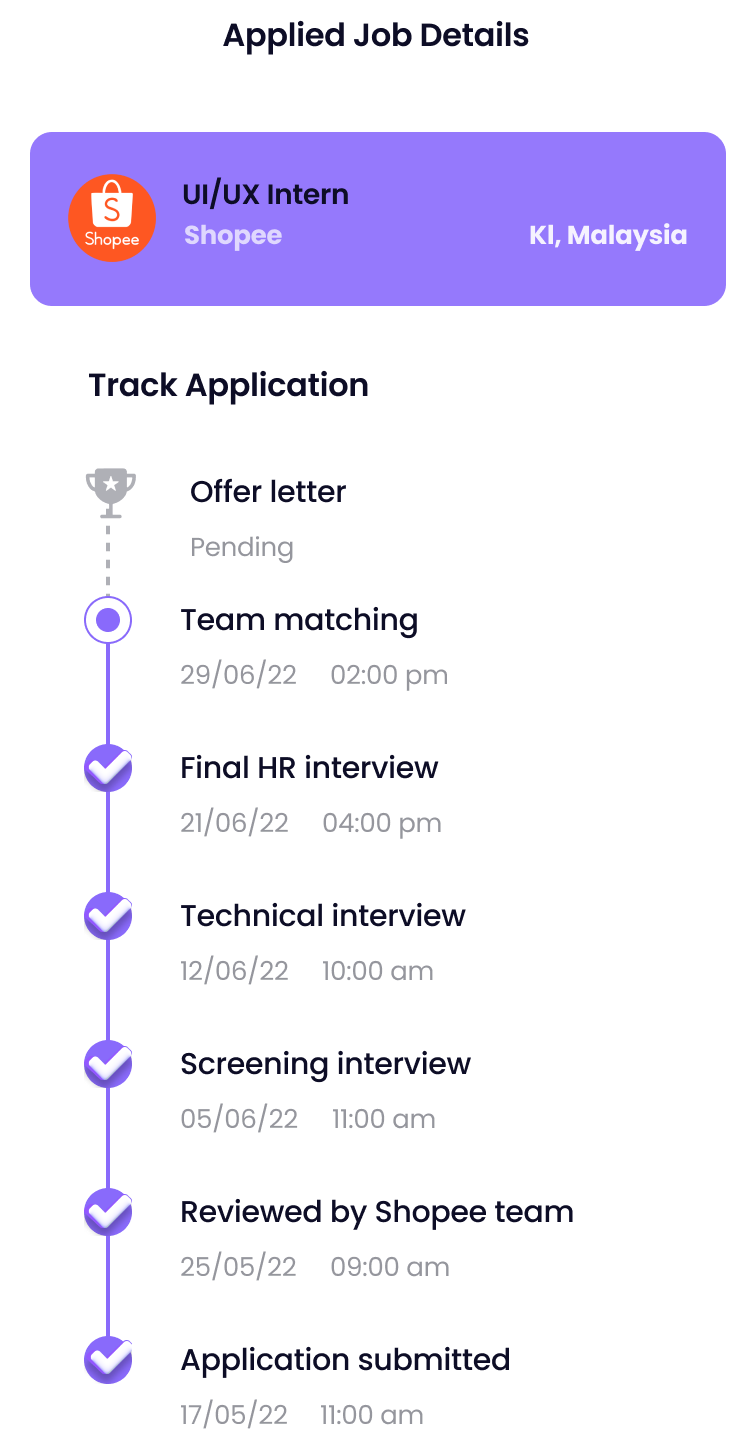 Applied Job Details
S
Shopee
UI/UX Intern
Shopee
Kl, Malaysia
Track Application
Offer letter
Pending
Team matching
29/06/22 02:00 pm
Final HR interview
21/06/22 04:00 pm
Technical interview
12/06/22 10:00 am
Screening interview
05/06/22 11:00 am
Reviewed by Shopee team
25/05/22 09:00 am
Application submitted
17/05/22 11:00 am